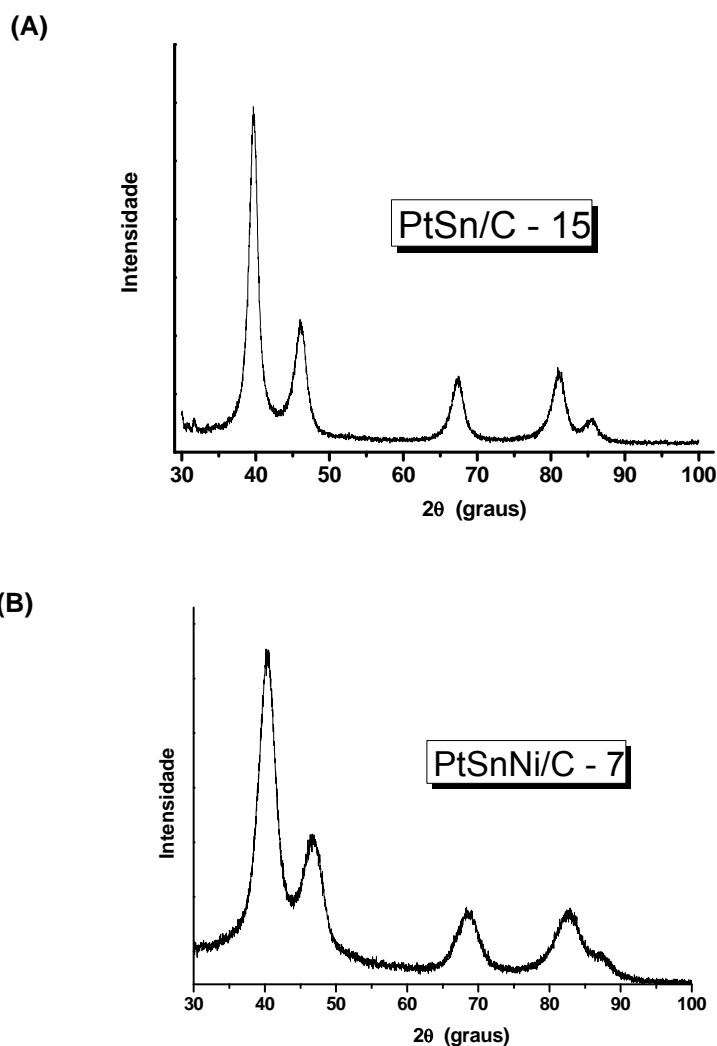 (A)
Intensidade
PtSn/C - 15
30 40 50 60 70 80 90 100
2θ (graus)
(B)
Intensidade
PtSnNi/C - 7
30 40 50 60 70 80 90 100
2θ (graus)